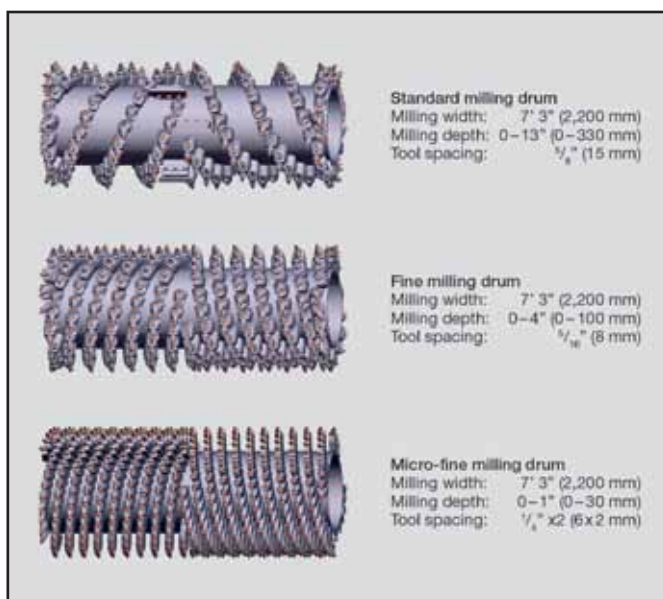 Standard milling drum
Milling width: 7' 3" (2,200 mm)
Milling depth: 0–13" (0–330 mm)
Tool spacing: 5/8" (15 mm)
Fine milling drum
Milling width: 7' 3" (2,200 mm)
Milling depth: 0–4" (0–100 mm)
Tool spacing: 5/16" (8 mm)
Micro-fine milling drum
Milling width: 7' 3" (2,200 mm)
Milling depth: 0–1" (0–30 mm)
Tool spacing: 1/4" x2 (6x2 mm)